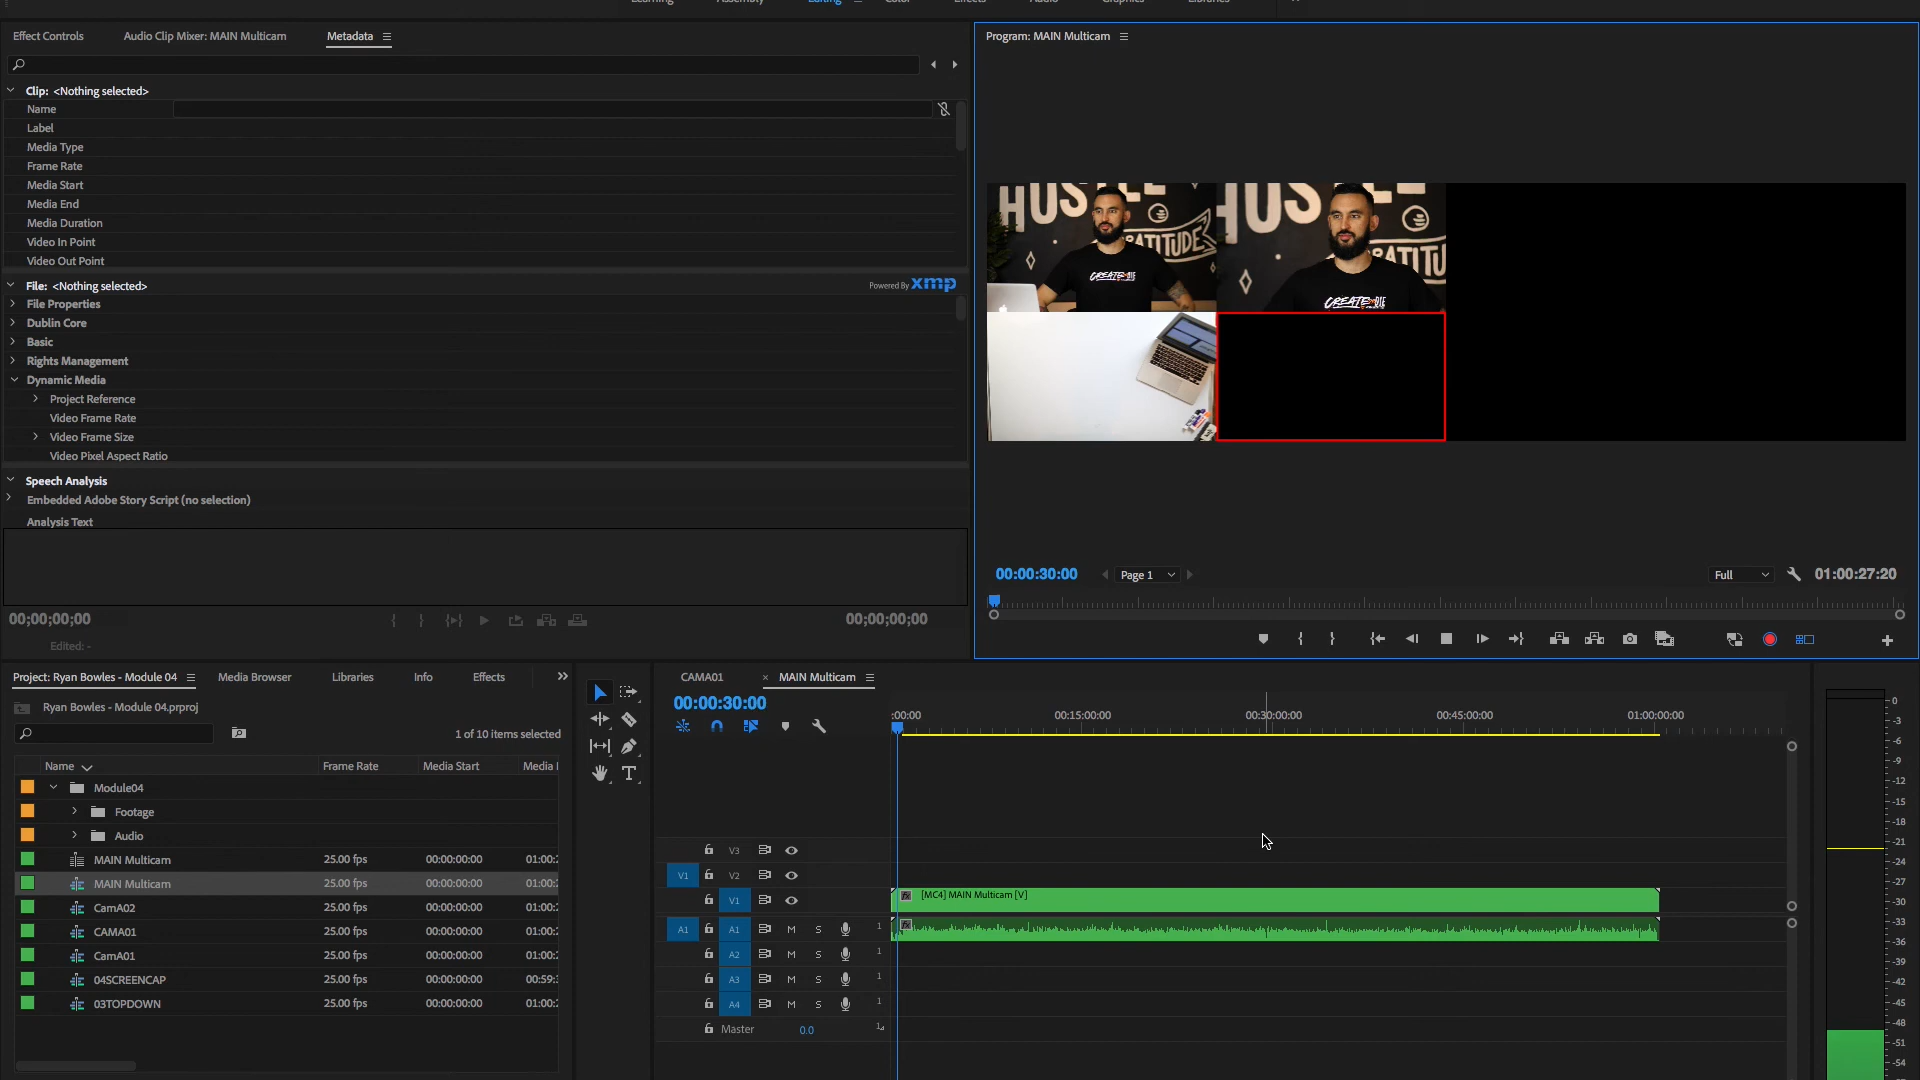 Learning Assembly Editing Color Effects Audio Graphics Libraries
Effect Controls Audio Clip Mixer: MAIN Multicam Metadata
Program: MAIN Multicam
Clip: <Nothing selected>
Name
Label
Media Type
Frame Rate
Media Start
Media End
Media Duration
Video In Point
Video Out Point
File: <Nothing selected>
Powered By xmp
File Properties
Dublin Core
Basic
Rights Management
Dynamic Media
Project Reference
Video Frame Rate
Video Frame Size
Video Pixel Aspect Ratio
Speech Analysis
Embedded Adobe Story Script (no selection)
Analysis Text
00;00;00;00
00;00;00;00
Edited: -
00:00:30:00
Page 1
Full
01:00:27:20
Project: Ryan Bowles - Module 04 Media Browser Libraries Info Effects
Ryan Bowles - Module 04.prproj
1 of 10 items selected
Name Frame Rate Media Start Media
Module04
Footage
Audio
MAIN Multicam 25.00 fps 00:00:00:00 01:00:2
MAIN Multicam 25.00 fps 00:00:00:00 01:00:2
CamA02 25.00 fps 00:00:00:00 01:00:2
CAMA01 25.00 fps 00:00:00:00 01:00:2
CamA01 25.00 fps 00:00:00:00 01:00:2
04SCREENCAP 25.00 fps 00:00:00:00 00:59:
03TOPDOWN 25.00 fps 00:00:00:00 01:00:2
CAMA01 × MAIN Multicam
00:00:30:00
:00:00 00:15:00:00 00:30:00:00 00:45:00:00 01:00:00:00
V3
V1 V2
V1
[MC4] MAIN Multicam [V]
A1 A1 M S 1
A2 M S 1
A3 M S 1
A4 M S 1
Master 0.0
0
-3
-6
-9
-12
-15
-18
-21
-24
-27
-30
-33
-36
-39
-42
-45
-48
-51
-54